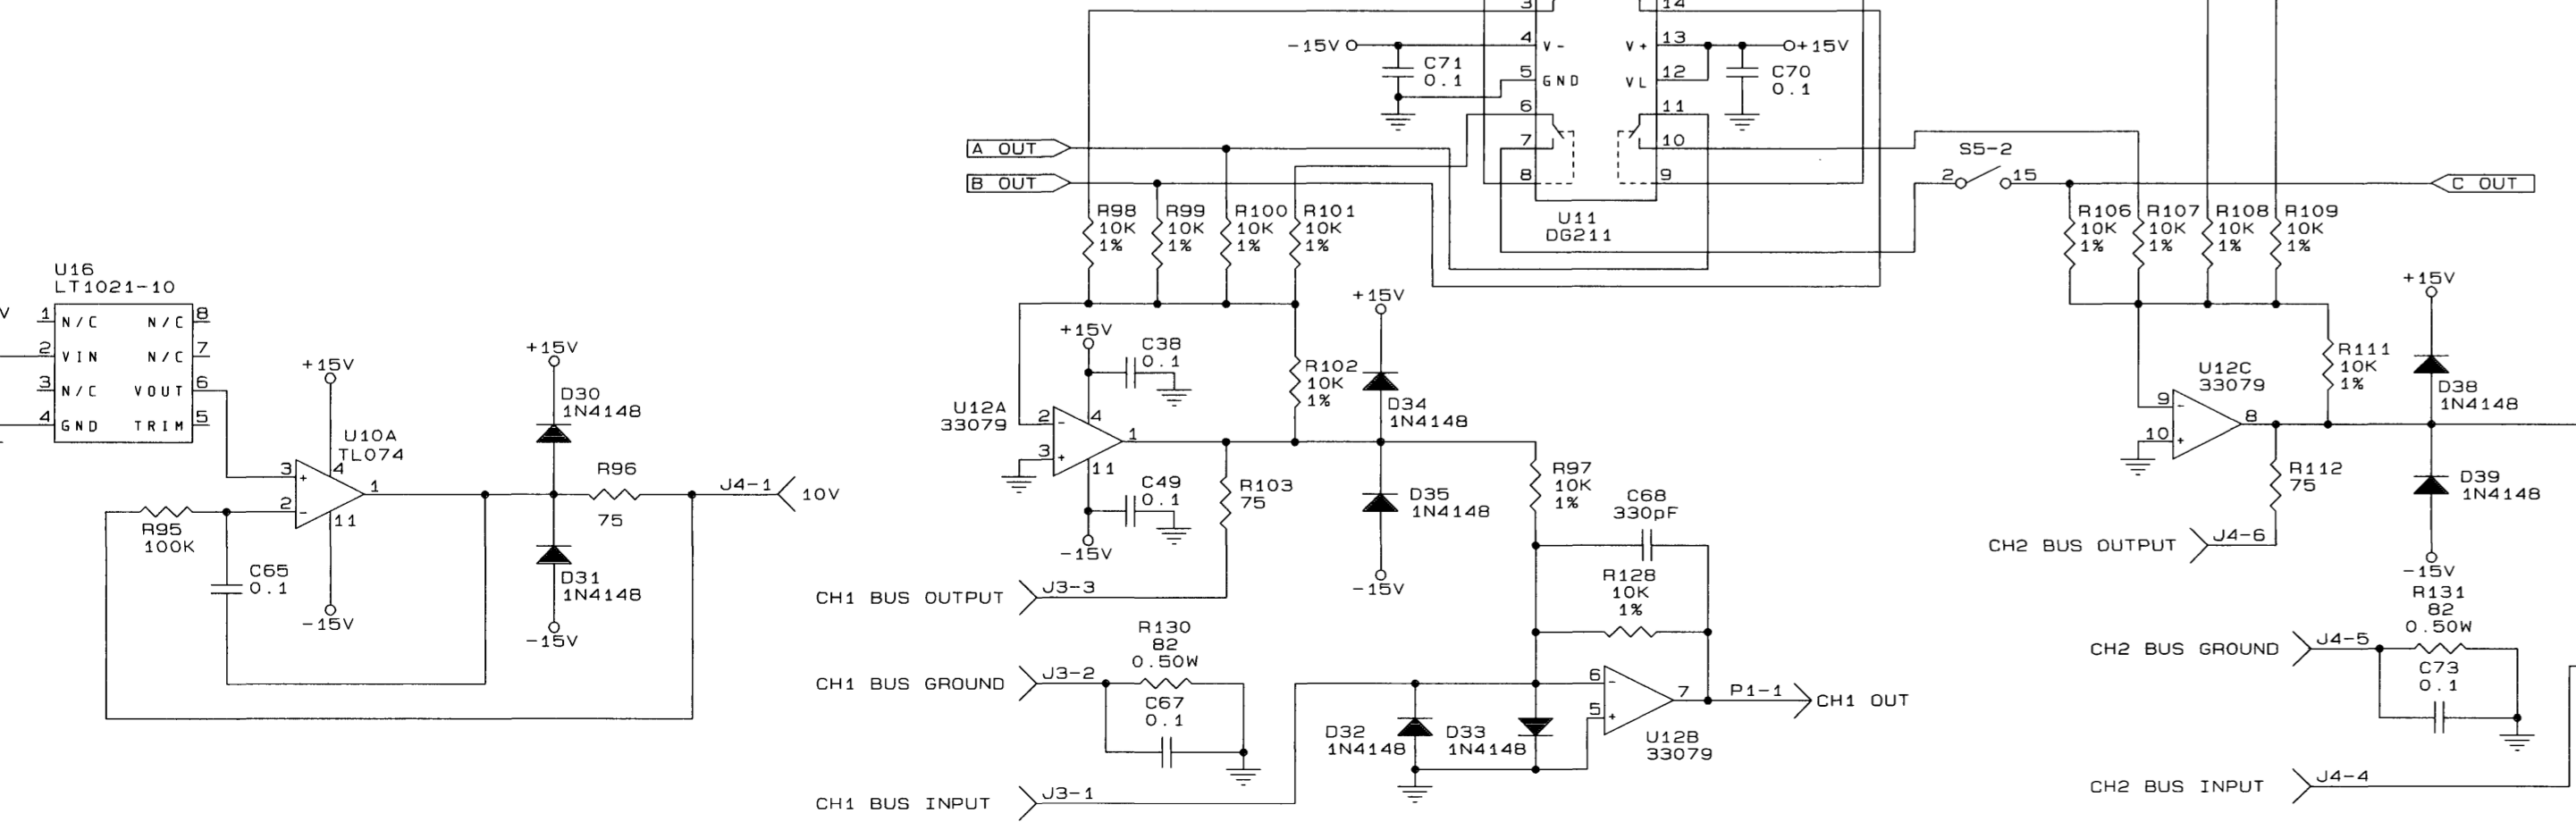 3
14
-15V
4
V-
V+
13
+15V
C71
0.1
5
GND
VL
12
C70
0.1
6
11
A OUT
7
10
S5-2
B OUT
8
9
2
15
C OUT
U11
DG211
R98
10K
1%
R99
10K
1%
R100
10K
1%
R101
10K
1%
R106
10K
1%
R107
10K
1%
R108
10K
1%
R109
10K
1%
U16
LT1021-10
V
1
N/C
N/C
8
2
VIN
N/C
7
3
N/C
VOUT
6
4
GND
TRIM
5
+15V
U10A
TL074
3
+
4
2
-
11
1
-15V
R95
100K
C65
0.1
+15V
D30
1N4148
R96
75
J4-1
10V
D31
1N4148
-15V
+15V
C38
0.1
U12A
33079
2
-
4
3
+
11
1
C49
0.1
-15V
R102
10K
1%
+15V
D34
1N4148
R103
75
D35
1N4148
-15V
R97
10K
1%
C68
330pF
R128
10K
1%
CH1 BUS OUTPUT
J3-3
R130
82
0.50W
CH1 BUS GROUND
J3-2
C67
0.1
CH1 BUS INPUT
J3-1
D32
1N4148
D33
1N4148
6
-
5
+
7
U12B
33079
P1-1
CH1 OUT
U12C
33079
9
-
10
+
8
R111
10K
1%
+15V
D38
1N4148
R112
75
D39
1N4148
-15V
CH2 BUS OUTPUT
J4-6
R131
82
0.50W
CH2 BUS GROUND
J4-5
C73
0.1
CH2 BUS INPUT
J4-4